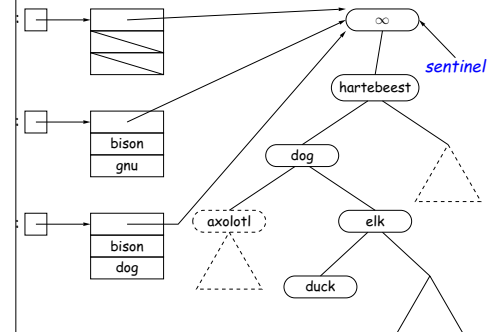 :
∞
sentinel
hartebeest
:
bison
gnu
dog
:
axolotl
elk
bison
dog
duck